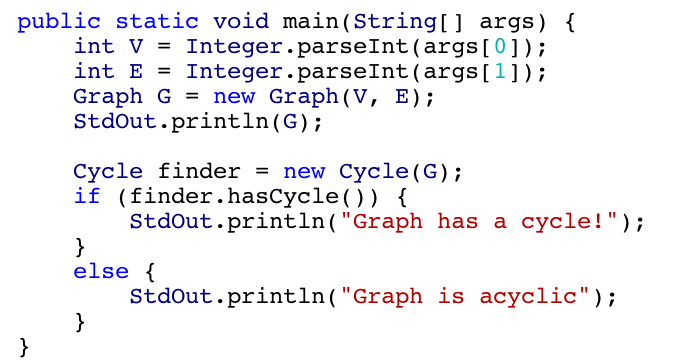 public static void main(String[] args) {
    int V = Integer.parseInt(args[0]);
    int E = Integer.parseInt(args[1]);
    Graph G = new Graph(V, E);
    StdOut.println(G);

    Cycle finder = new Cycle(G);
    if (finder.hasCycle()) {
        StdOut.println("Graph has a cycle!");
    }
    else {
        StdOut.println("Graph is acyclic");
    }
}